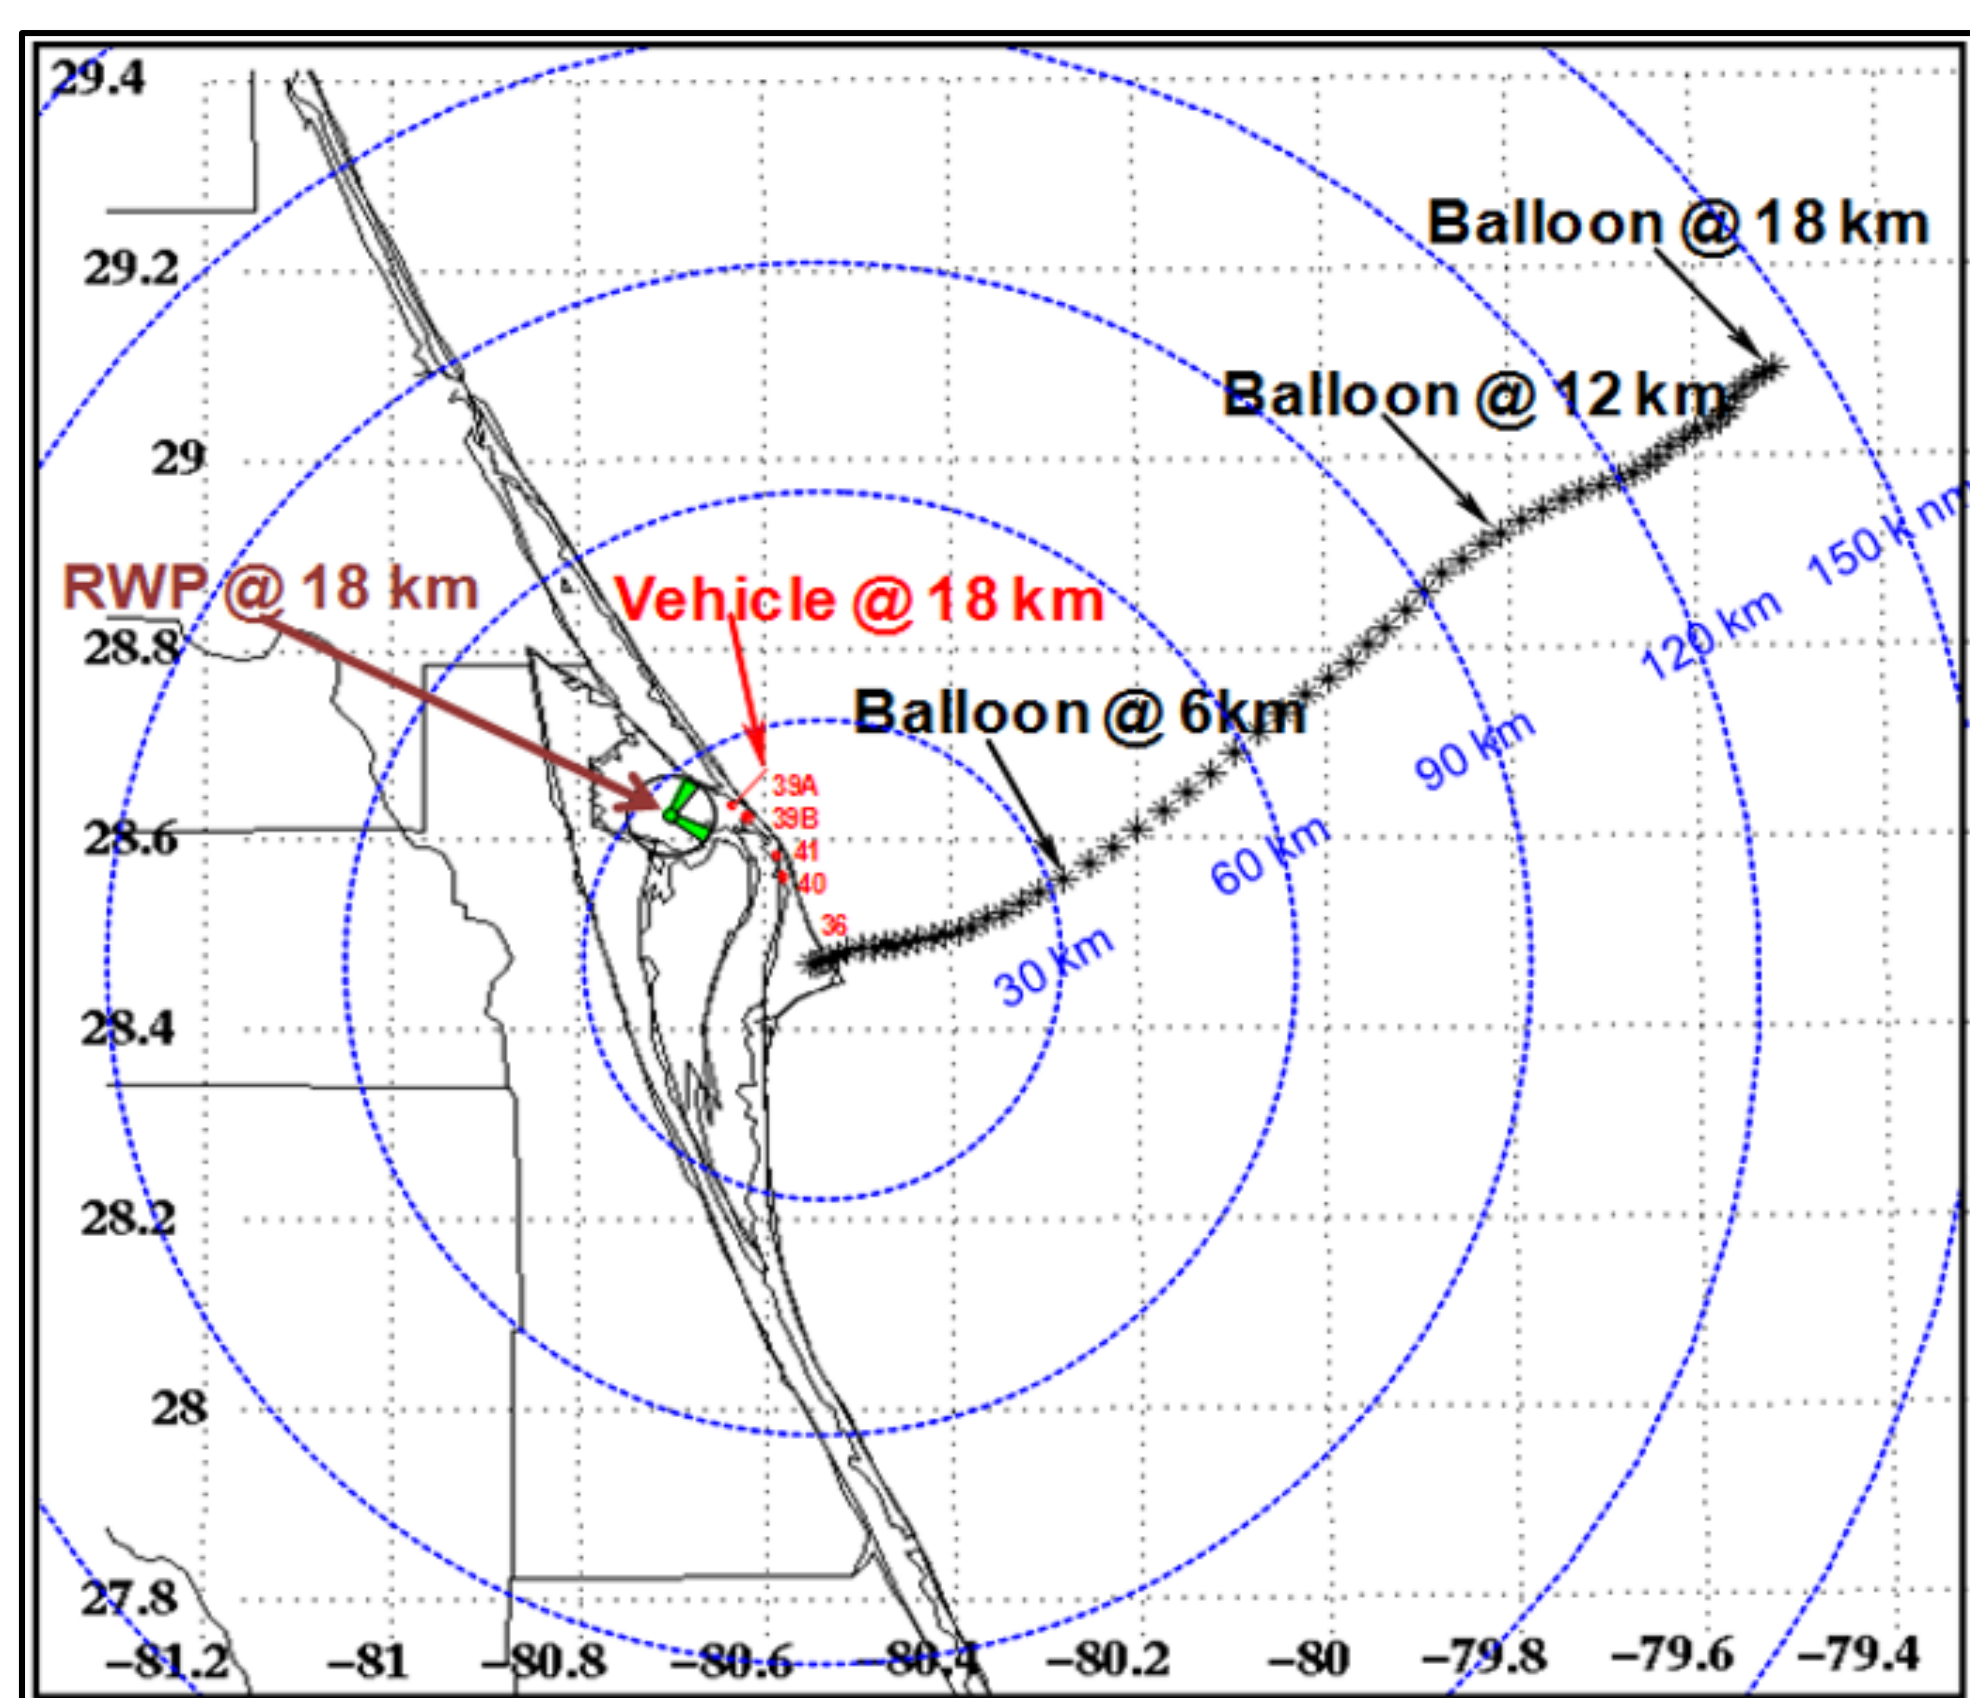 29.4
Balloon @ 18 km
29.2
Balloon @ 12 km
29
150 k nm
RWP @ 18 km
Vehicle @ 18 km
120 km
28.8
Balloon @ 6km
90 km
39A
39B
28.6
41
60 km
40
36
30 km
28.4
28.2
28
27.8
−81.2 −81 −80.8 −80.6 −80.4 −80.2 −80 −79.8 −79.6 −79.4